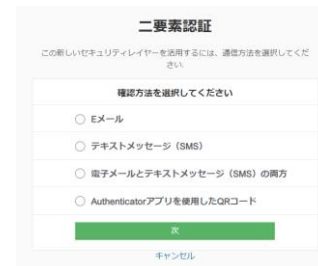 二要素認証
この新しいセキュリティレイヤーを活用するには、通信方法を選択してくだ
さい.
確認方法を選択してください
Eメール
テキストメッセージ（SMS）
電子メールとテキストメッセージ（SMS）の両方
Authenticatorアプリを使用したQRコード
次
キャンセル